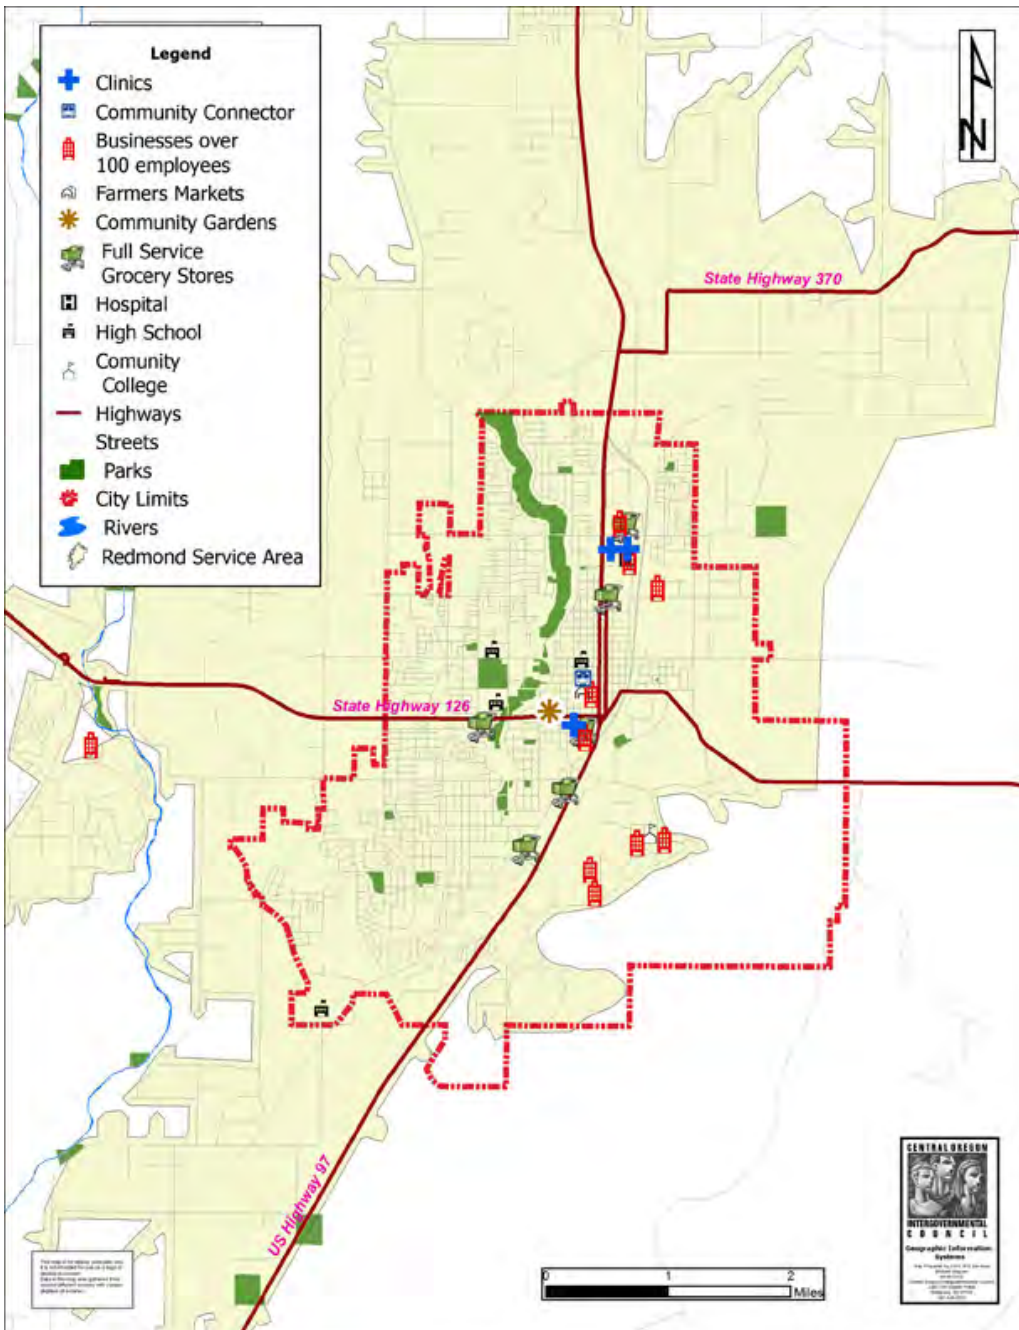 Legend
Clinics
Community Connector
Businesses over
100 employees
Farmers Markets
Community Gardens
Full Service
Grocery Stores
Hospital
High School
Comunity
College
Highways
Streets
Parks
City Limits
Rivers
Redmond Service Area
N
State Highway 370
State Highway 126
US Highway 97
0 1 2
Miles
CENTRAL OREGON
INTERGOVERNMENTAL
COUNCIL
Geographic Information
Systems